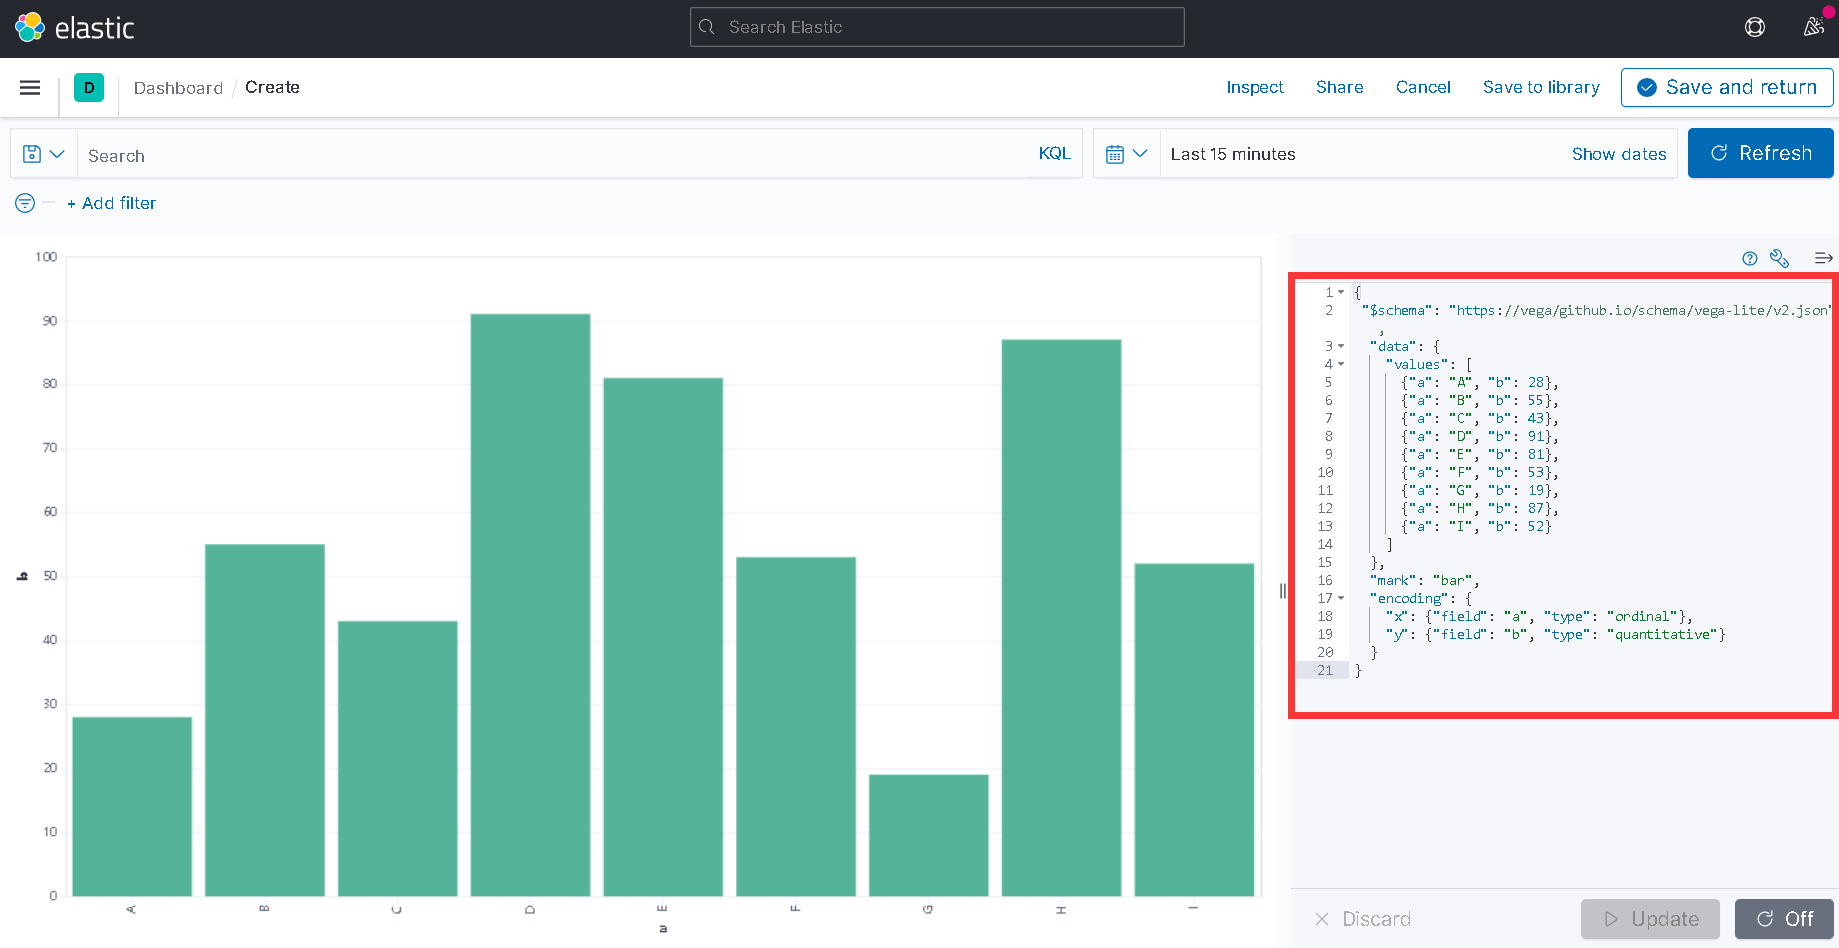 elastic
Search Elastic
D
Dashboard / Create
Inspect
Share
Cancel
Save to library
Save and return
Search
KQL
Last 15 minutes
Show dates
Refresh
+ Add filter
100
90
80
70
60
50
40
30
20
10
0
b
A
B
C
D
E
F
G
H
I
a
1 {
2 "$schema": "https://vega/github.io/schema/vega-lite/v2.json"
,
3 "data": {
4 "values": [
5 {"a": "A", "b": 28},
6 {"a": "B", "b": 55},
7 {"a": "C", "b": 43},
8 {"a": "D", "b": 91},
9 {"a": "E", "b": 81},
10 {"a": "F", "b": 53},
11 {"a": "G", "b": 19},
12 {"a": "H", "b": 87},
13 {"a": "I", "b": 52}
14 ]
15 },
16 "mark": "bar",
17 "encoding": {
18 "x": {"field": "a", "type": "ordinal"},
19 "y": {"field": "b", "type": "quantitative"}
20 }
21 }
Discard
Update
Off